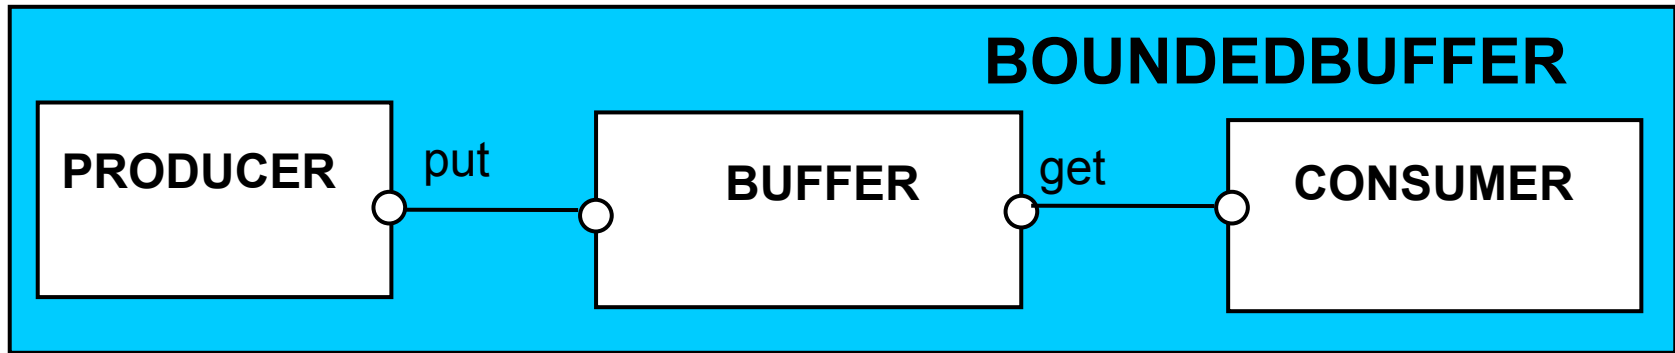 BOUNDEDBUFFER
PRODUCER
put
BUFFER
get
CONSUMER